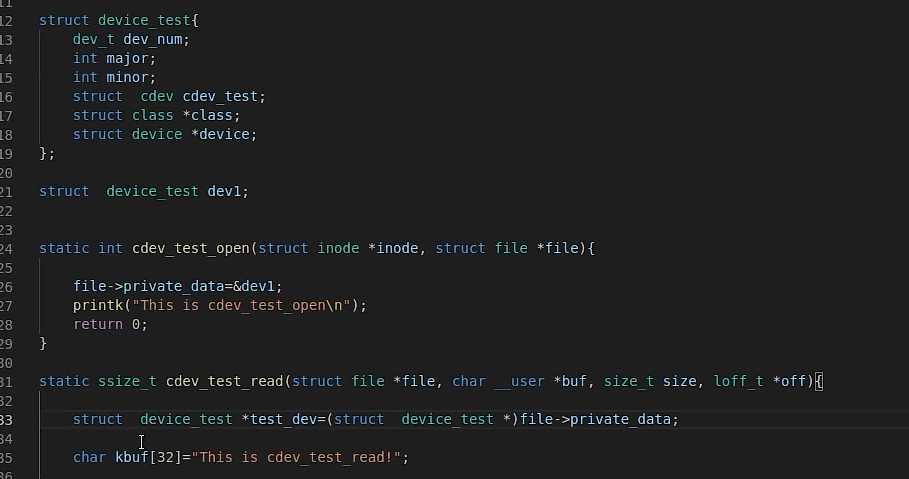 11
12 struct device_test{
13     dev_t dev_num;
14     int major;
15     int minor;
16     struct  cdev cdev_test;
17     struct class *class;
18     struct device *device;
19 };
20
21 struct  device_test dev1;
22
23
24 static int cdev_test_open(struct inode *inode, struct file *file){
25
26     file->private_data=&dev1;
27     printk("This is cdev_test_open\n");
28     return 0;
29 }
30
31 static ssize_t cdev_test_read(struct file *file, char __user *buf, size_t size, loff_t *off){
32
33     struct  device_test *test_dev=(struct  device_test *)file->private_data;
34
35     char kbuf[32]="This is cdev_test_read!";
36